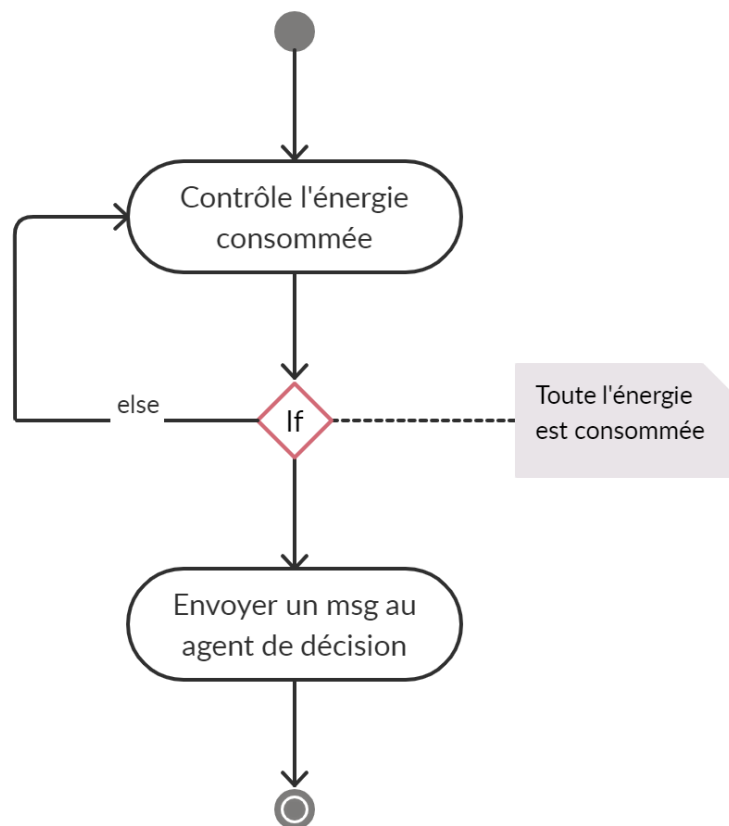 Contrôle l'énergie
consommée
else
If
Toute l'énergie
est consommée
Envoyer un msg au
agent de décision